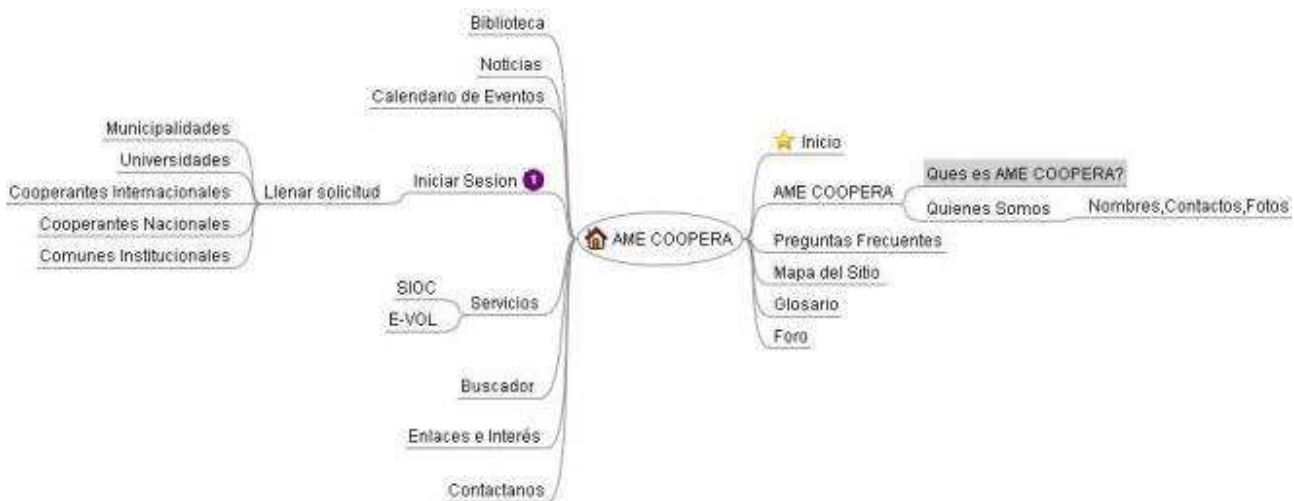 Biblioteca
Noticias
Calendario de Eventos
Municipalidades
Universidades
Cooperantes Internacionales
Cooperantes Nacionales
Comunes Institucionales
Llenar solicitud
Iniciar Sesion 1
SIOC
E-VOL
Servicios
Buscador
Enlaces e Interés
Contactanos
AME COOPERA
Inicio
AME COOPERA
Ques es AME COOPERA?
Quienes Somos
Nombres,Contactos,Fotos
Preguntas Frecuentes
Mapa del Sitio
Glosario
Foro